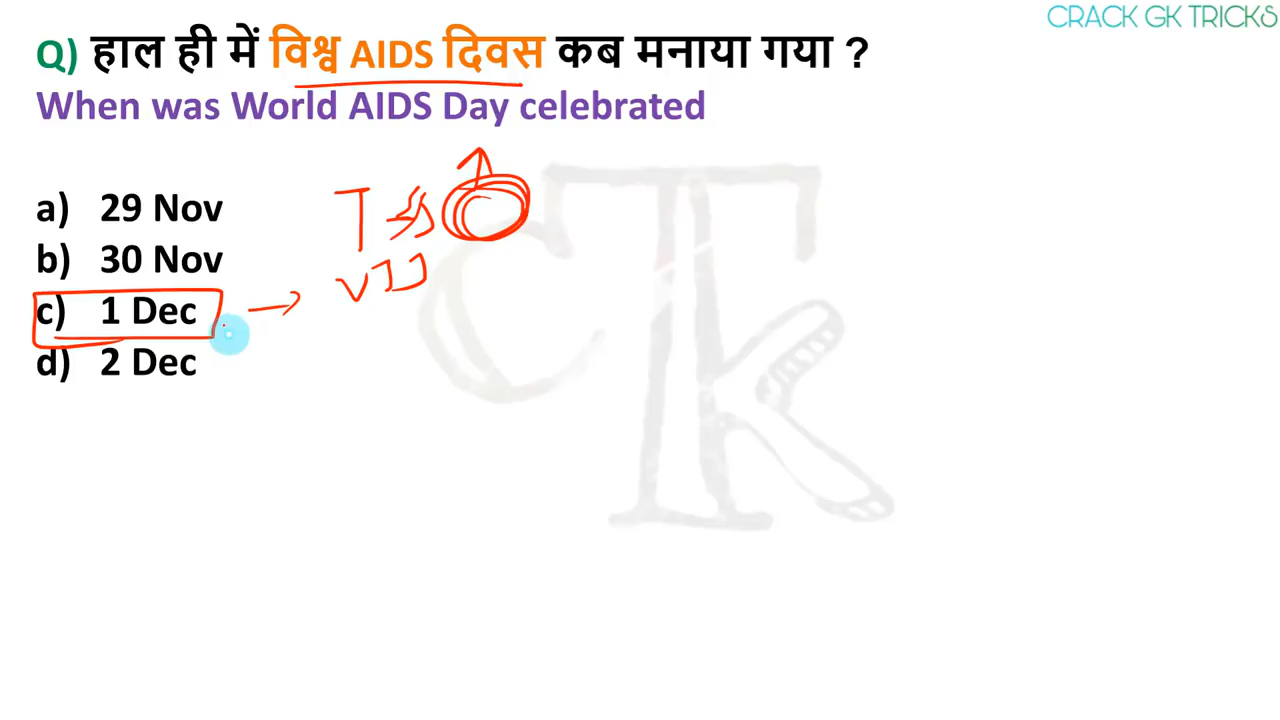 CRACK GK TRICKS
Q) हाल ही में विश्व AIDS दिवस कब मनाया गया ?
When was World AIDS Day celebrated
a) 29 Nov
b) 30 Nov
c) 1 Dec
d) 2 Dec